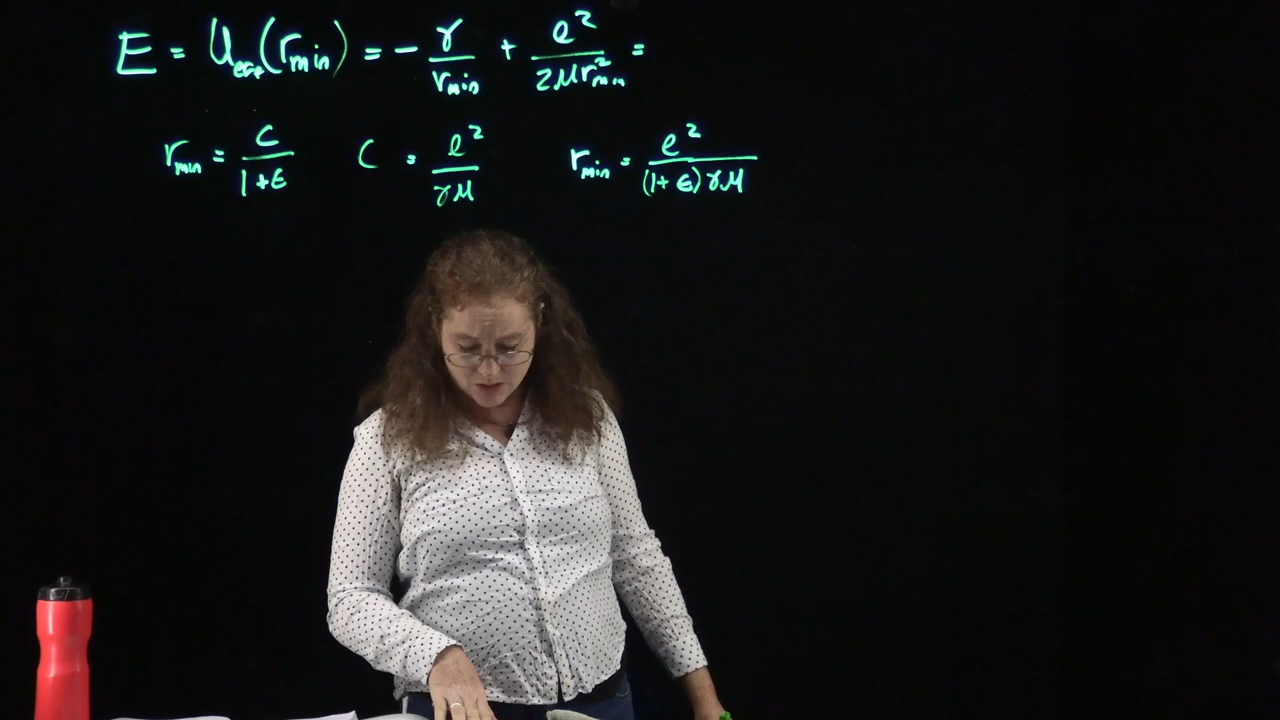 E = U_eff(r_min) = - γ/r_min + ℓ²/2μr²_min =
r_min = c/1+ε   c = ℓ²/γμ   r_min = ℓ²/(1+ε)γμ